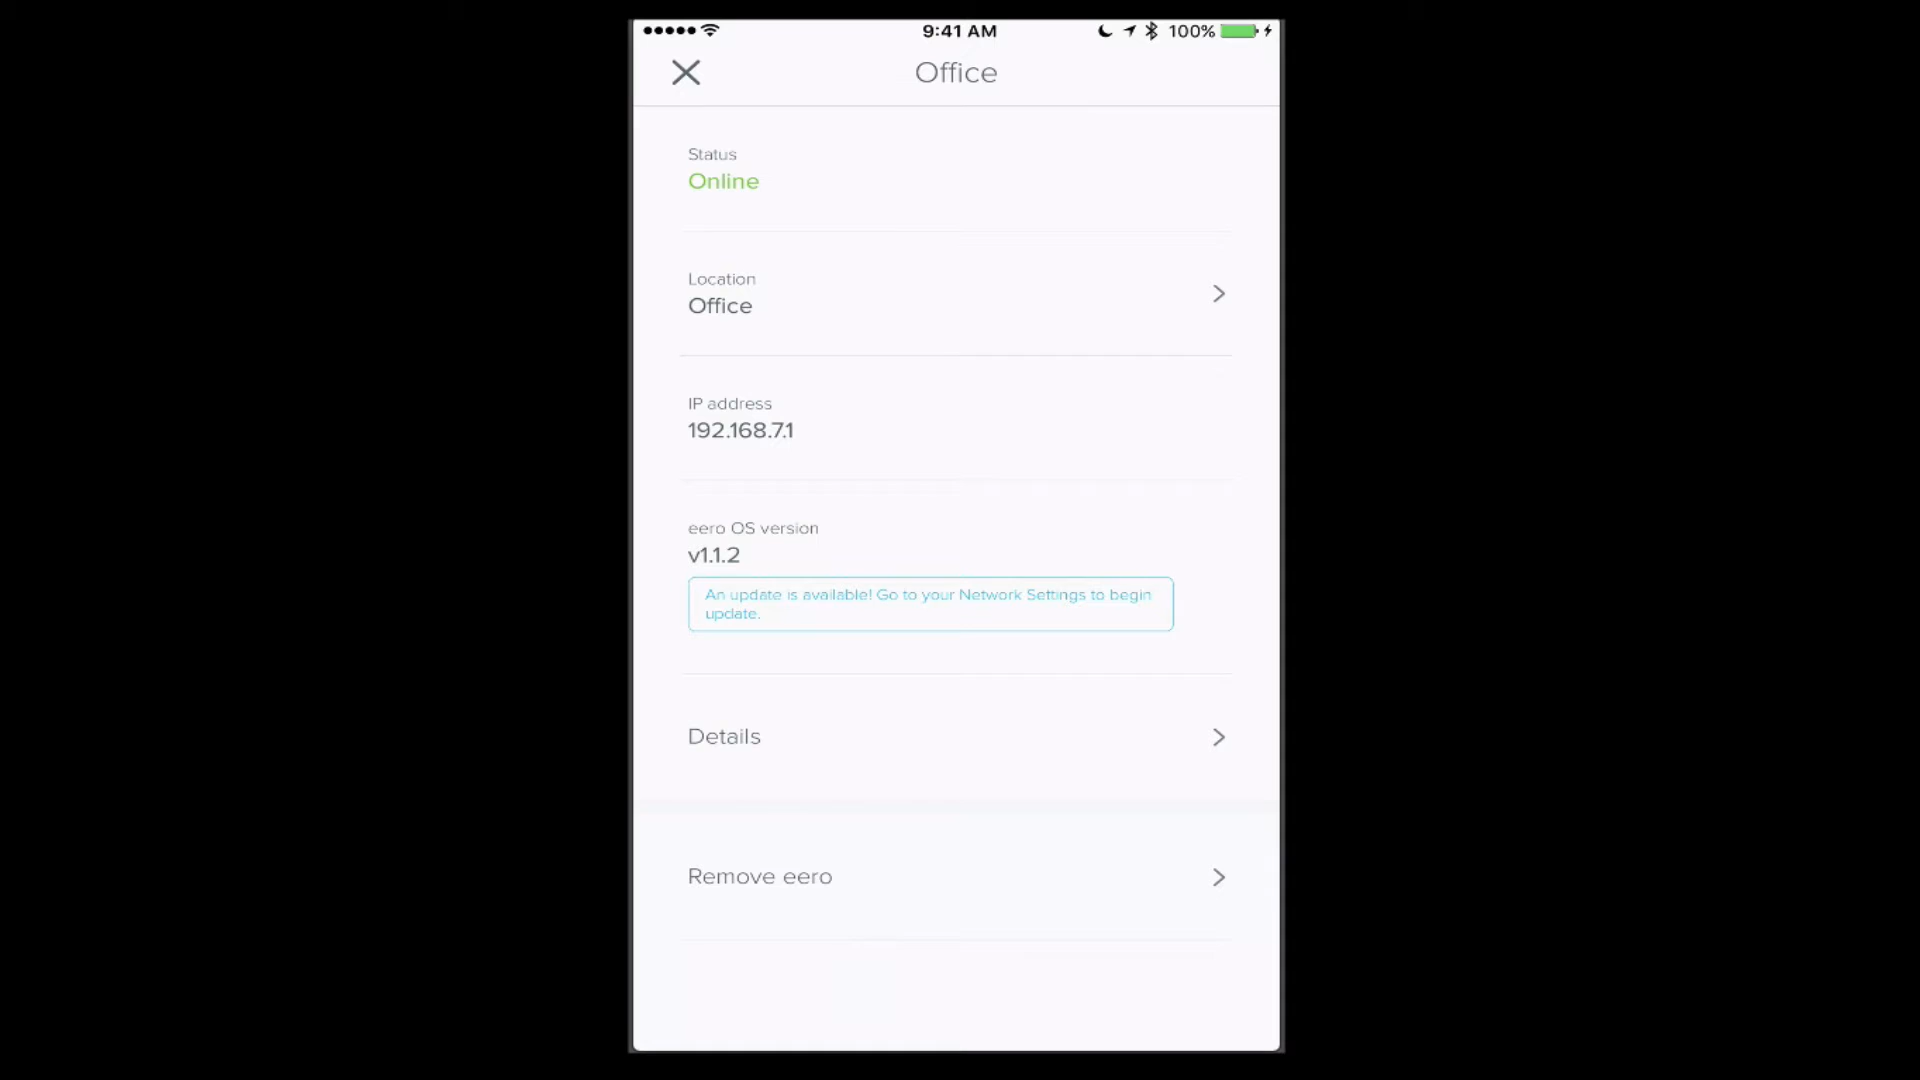 9:41 AM
100%
Office
Status
Online
Location
Office
IP address
192.168.7.1
eero OS version
v1.1.2
An update is available! Go to your Network Settings to begin
update.
Details
Remove eero